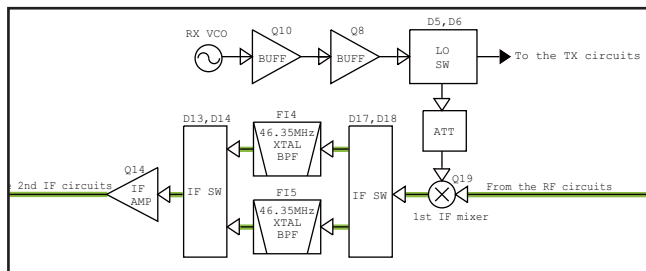 RX VCO
Q10
BUFF
Q8
BUFF
D5,D6
LO
SW
To the TX circuits
ATT
D13,D14
FI4
46.35MHz
XTAL
BPF
D17,D18
Q14
IF
AMP
2nd IF circuits
IF SW
FI5
46.35MHz
XTAL
BPF
IF SW
Q19
From the RF circuits
1st IF mixer